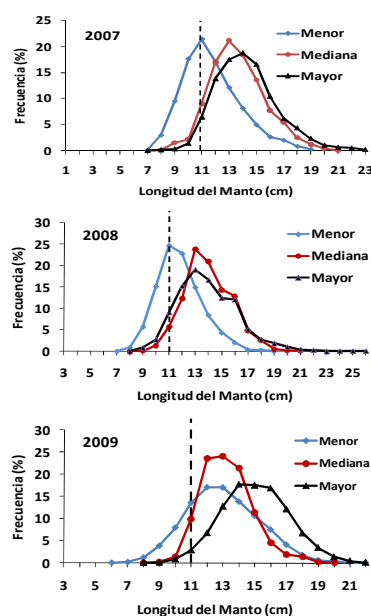 25
20
15
10
5
0
Frecuencia (%)
2007
Menor
Mediana
Mayor
1 3 5 7 9 11 13 15 17 19 21 23
Longitud del Manto (cm)
35
30
25
20
15
10
5
0
Frecuencia (%)
2008
Menor
Mediana
Mayor
3 5 7 9 11 13 15 17 19 21 23 25
Longitud del Manto (cm)
30
25
20
15
10
5
0
Frecuencia (%)
2009
Menor
Mediana
Mayor
3 5 7 9 11 13 15 17 19 21
Longitud del Manto (cm)